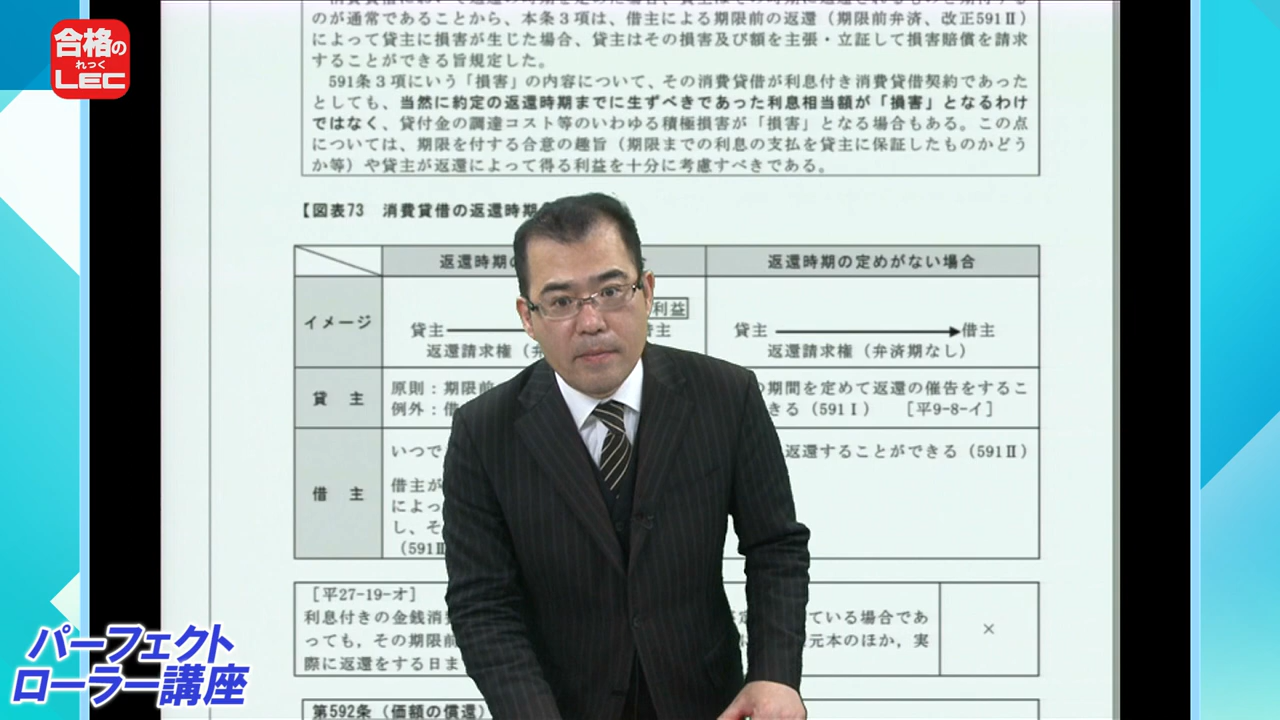 合格の
れっく
LEC
のが通常であることから、本条３項は、借主による期限前の返還（期限前弁済、改正591Ⅱ）
によって貸主に損害が生じた場合、貸主はその損害及び額を主張・立証して損害賠償を請求
することができる旨規定した。
591条３項にいう「損害」の内容について、その消費貸借が利息付き消費貸借契約であった
としても、当然に約定の返還時期までに生ずべきであった利息相当額が「損害」となるわけ
ではなく、貸付金の調達コスト等のいわゆる積極損害が「損害」となる場合もある。この点
については、期限を付する合意の趣旨（期限までの利息の支払を貸主に保証したものかどう
か等）や貸主が返還によって得る利益を十分に考慮すべきである。
【図表73 消費貸借の返還時期
返還時期の
返還時期の定めがない場合
イメージ
利益
貸主
主
貸主 借主
返還請求権（弁
返還請求権（弁済期なし）
貸 主
原則：期限前
例外：借
期間を定めて返還の催告をするこ
きる（591Ⅰ） ［平9-8-イ］
借 主
いつで
返還することができる（591Ⅱ）
借主が
によっ
し、そ
（591Ⅲ
［平27-19-オ］
利息付きの金銭消
ている場合であ
っても，その期限前
元本のほか，実
際に返還をする日ま
×
第592条（価額の償還）
パーフェクト
ローラー講座